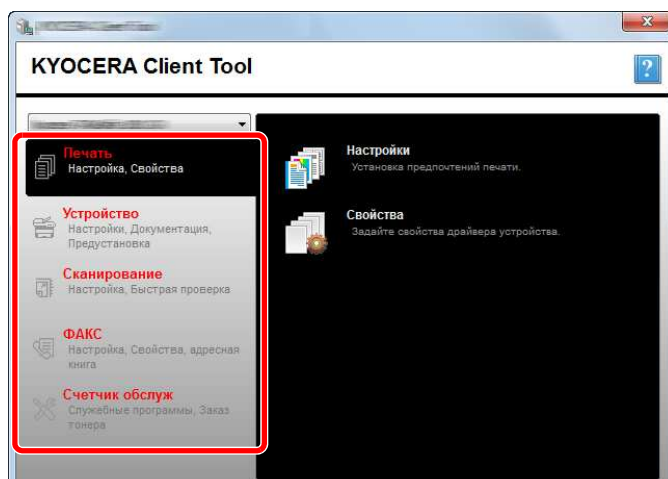 KYOCERA Client Tool
?
Печать
Настройка, Свойства
Устройство
Настройки, Документация,
Предустановка
Сканирование
Настройка, Быстрая проверка
ФАКС
Настройка, Свойства, адресная
книга
Счетчик обслуж
Служебные программы, Заказ
тонера
Настройки
Установка предпочтений печати.
Свойства
Задайте свойства драйвера устройства.